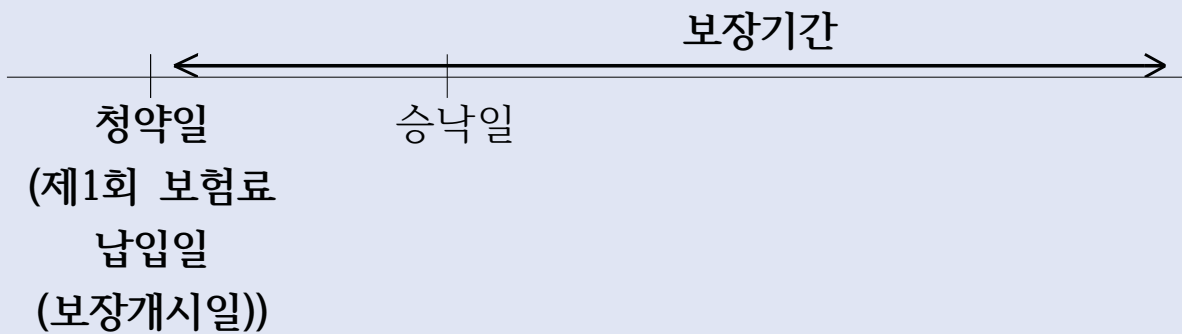 보장기간
청약일
승낙일
(제1회 보험료
납입일
(보장개시일))